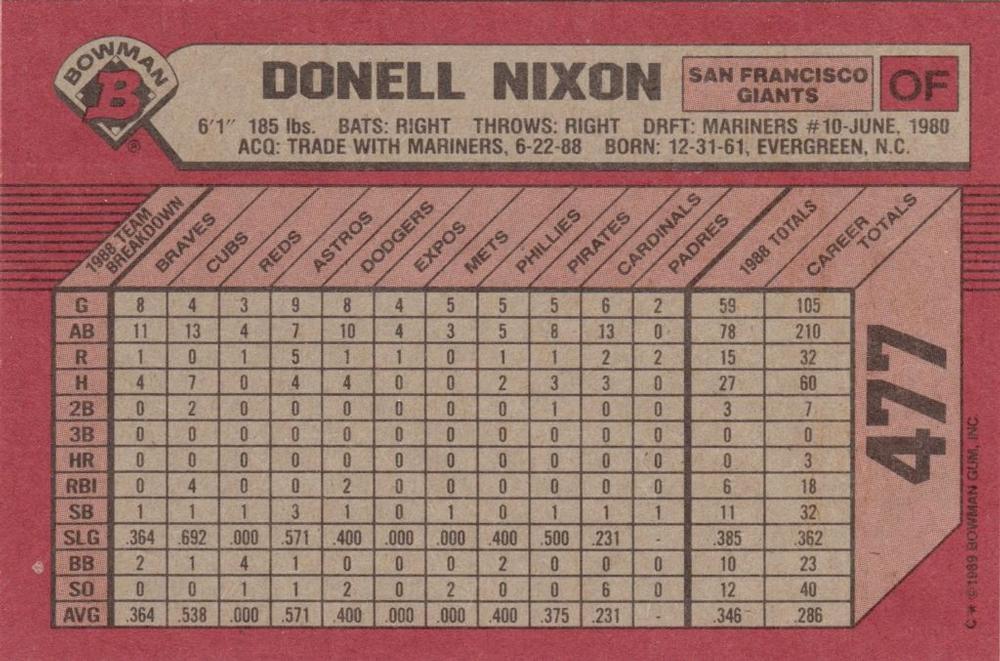 BOWMAN
B
®
DONELL NIXON
SAN FRANCISCO
GIANTS
OF
6'1" 185 lbs. BATS: RIGHT THROWS: RIGHT DRFT: MARINERS #10-JUNE, 1980
ACQ: TRADE WITH MARINERS, 6-22-88 BORN: 12-31-61, EVERGREEN, N.C.
1988 TEAM BREAKDOWN BRAVES CUBS REDS ASTROS DODGERS EXPOS METS PHILLIES PIRATES CARDINALS PADRES 1988 TOTALS CAREER TOTALS
G 8 4 3 9 8 4 5 5 5 6 2 59 105
AB 11 13 4 7 10 4 3 5 8 13 0 78 210
R 1 0 1 5 1 1 0 1 1 2 2 15 32
H 4 7 0 4 4 0 0 2 3 3 0 27 60
2B 0 2 0 0 0 0 0 0 1 0 0 3 7
3B 0 0 0 0 0 0 0 0 0 0 0 0 0
HR 0 0 0 0 0 0 0 0 0 0 0 0 3
RBI 0 4 0 0 2 0 0 0 0 0 0 6 18
SB 1 1 1 3 1 0 1 0 1 1 1 11 32
SLG .364 .692 .000 .571 .400 .000 .000 .400 .500 .231 - .385 .362
BB 2 1 4 1 0 0 0 2 0 0 0 10 23
SO 0 0 1 1 2 0 2 0 0 6 0 12 40
AVG .364 .538 .000 .571 .400 .000 .000 .400 .375 .231 - .346 .286
477
C* © 1989 BOWMAN GUM, INC.